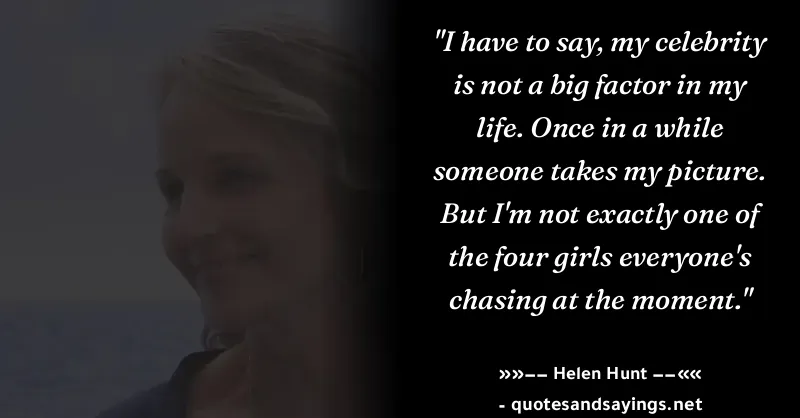 "I have to say, my celebrity
is not a big factor in my
life. Once in a while
someone takes my picture.
But I'm not exactly one of
the four girls everyone's
chasing at the moment."
»»–– Helen Hunt ––««
- quotesandsayings.net